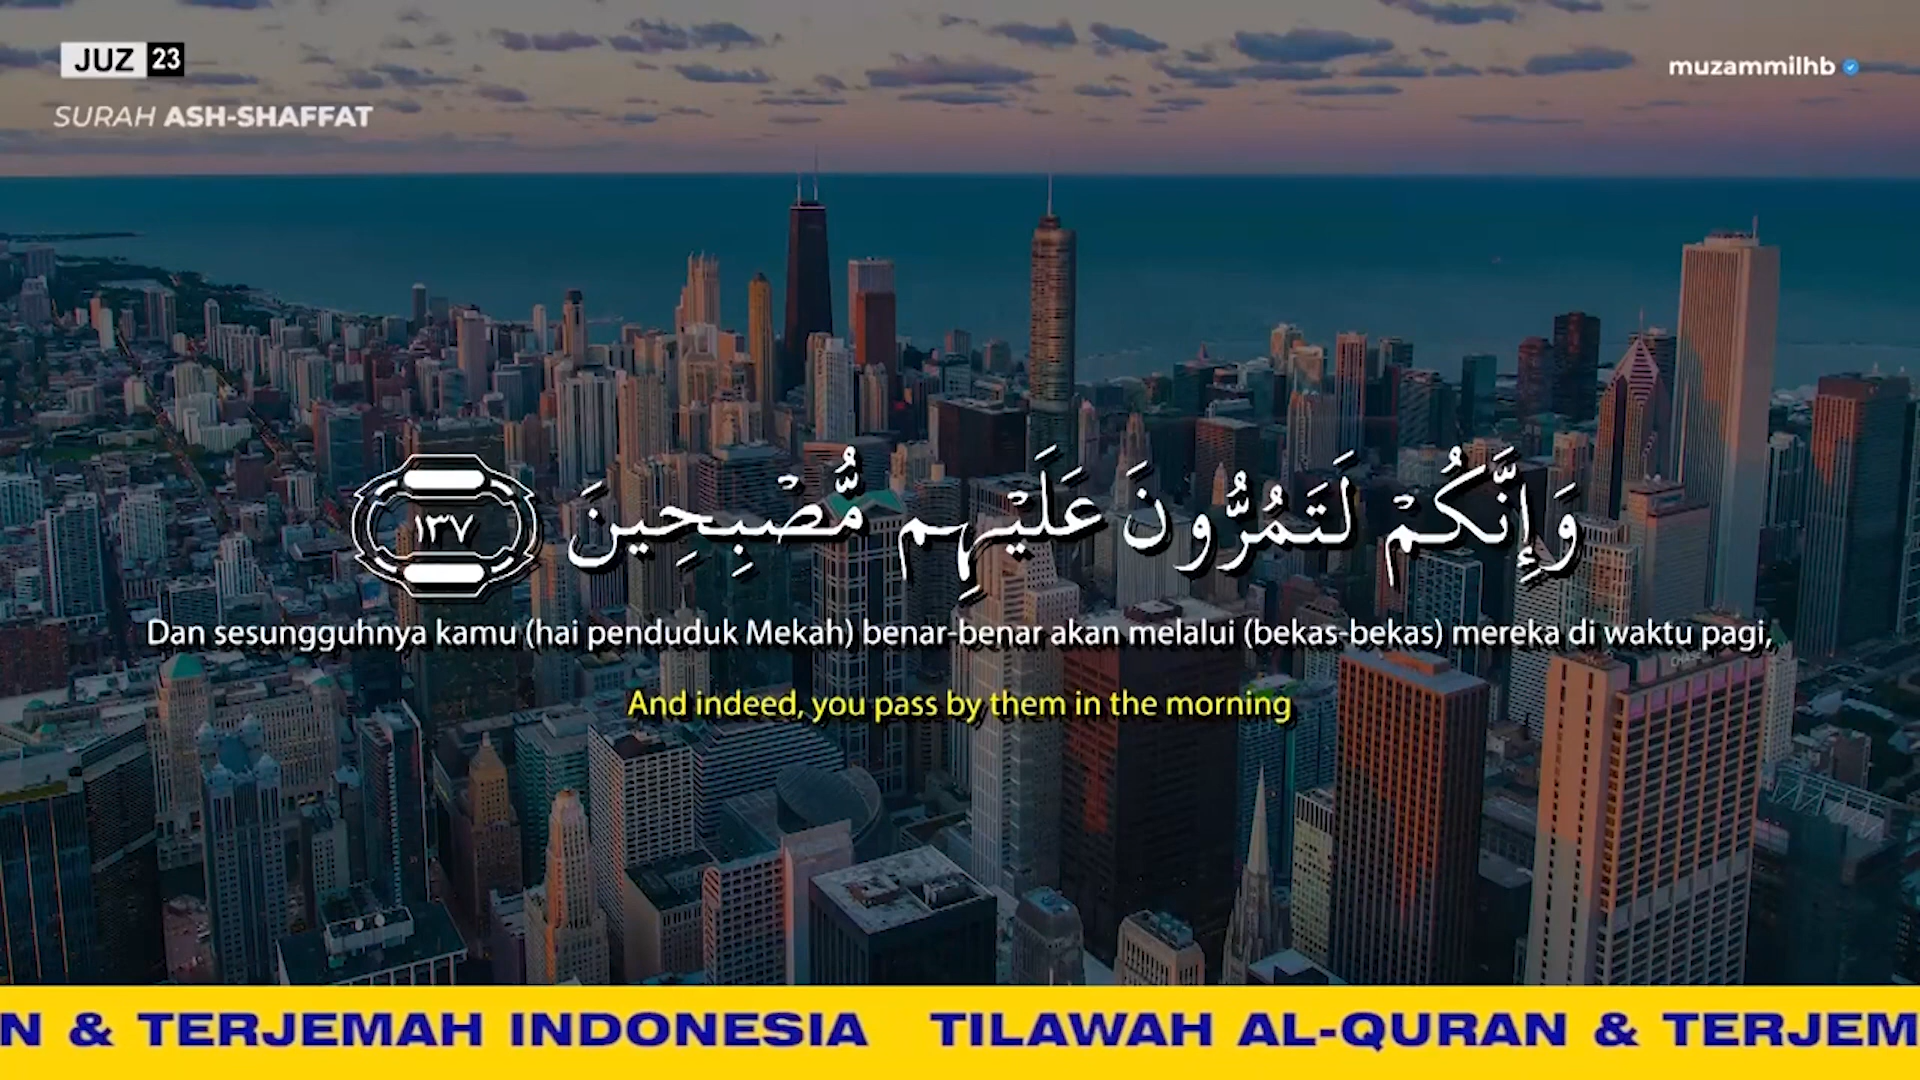 JUZ 23
muzammilhb
SURAH ASH-SHAFFAT
وَإِنَّكُمْ لَتَمُرُّونَ عَلَيْهِم مُّصْبِحِينَ ١٣٧
Dan sesungguhnya kamu (hai penduduk Mekah) benar-benar akan melalui (bekas-bekas) mereka di waktu pagi,
And indeed, you pass by them in the morning
N & TERJEMAH INDONESIA TILAWAH AL-QURAN & TERJEM